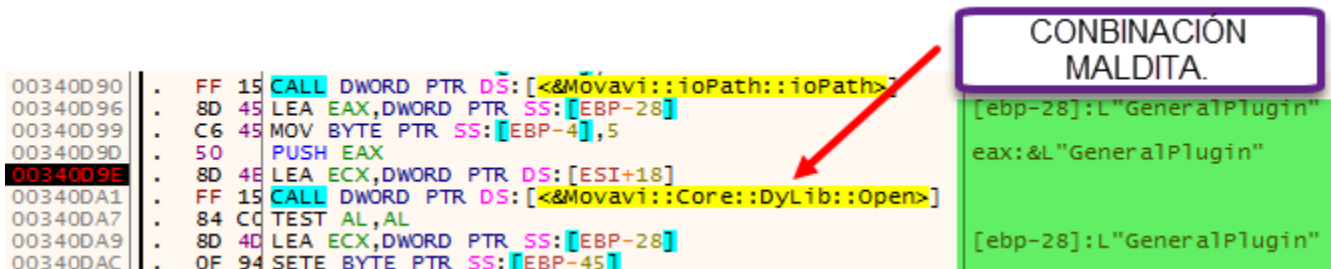 CONBINACIÓN
MALDITA.
00340D90 . FF 15 CALL DWORD PTR DS:[<&Movavi::ioPath::ioPath>]
00340D96 . 8D 45 LEA EAX,DWORD PTR SS:[EBP-28] [ebp-28]:L"GeneralPlugin"
00340D99 . C6 45 MOV BYTE PTR SS:[EBP-4],5
00340D9D . 50 PUSH EAX eax:&L"GeneralPlugin"
00340D9E . 8D 4E LEA ECX,DWORD PTR DS:[ESI+18]
00340DA1 . FF 15 CALL DWORD PTR DS:[<&Movavi::Core::DyLib::Open>]
00340DA7 . 84 C0 TEST AL,AL
00340DA9 . 8D 4D LEA ECX,DWORD PTR SS:[EBP-28] [ebp-28]:L"GeneralPlugin"
00340DAC . 0F 94 SETE BYTE PTR SS:[EBP-45]